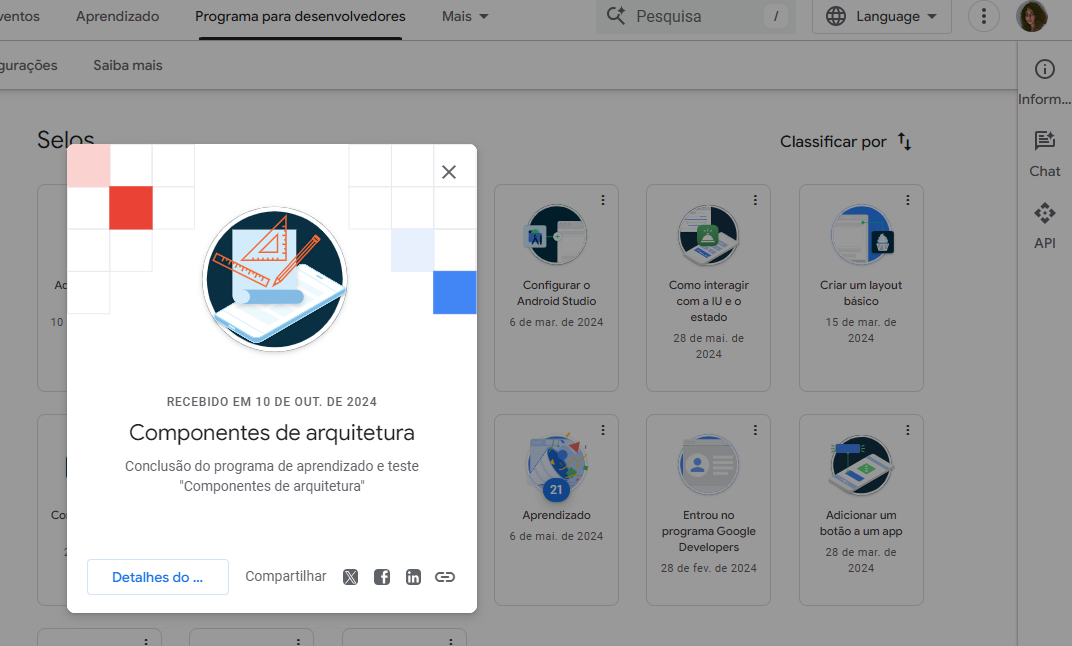 ventos
Aprendizado
Programa para desenvolvedores
Mais
Pesquisa
/
Language
gurações
Saiba mais
Inform...
Chat
API
Selos
Classificar por
RECEBIDO EM 10 DE OUT. DE 2024
Componentes de arquitetura
Conclusão do programa de aprendizado e teste
"Componentes de arquitetura"
Detalhes do ...
Compartilhar
Ac
10
Configurar o
Android Studio
6 de mar. de 2024
Como interagir
com a IU e o
estado
28 de mai. de
2024
Criar um layout
básico
15 de mar. de
2024
Co
2
21
Aprendizado
6 de mai. de 2024
Entrou no
programa Google
Developers
28 de fev. de 2024
Adicionar um
botão a um app
28 de mar. de
2024